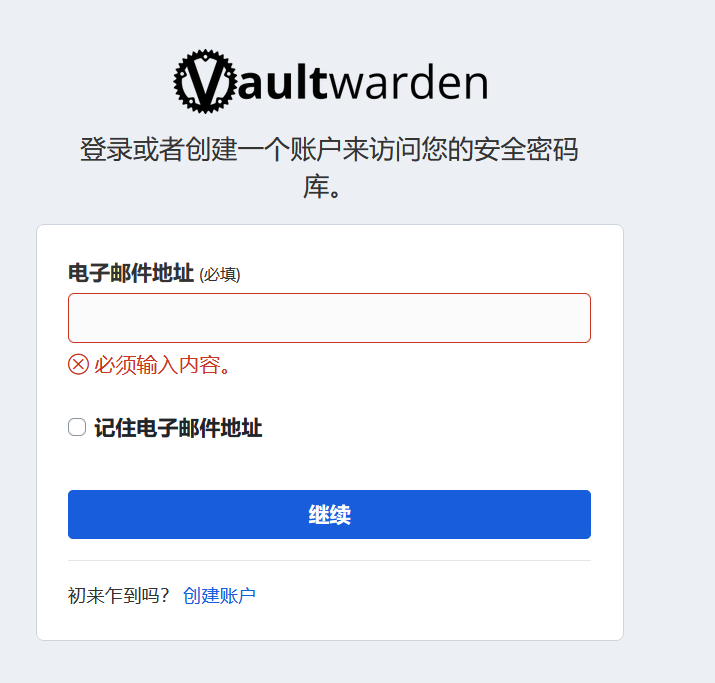 Vaultwarden
登录或者创建一个账户来访问您的安全密码
库。
电子邮件地址 (必填)
必须输入内容。
记住电子邮件地址
继续
初来乍到吗? 创建账户